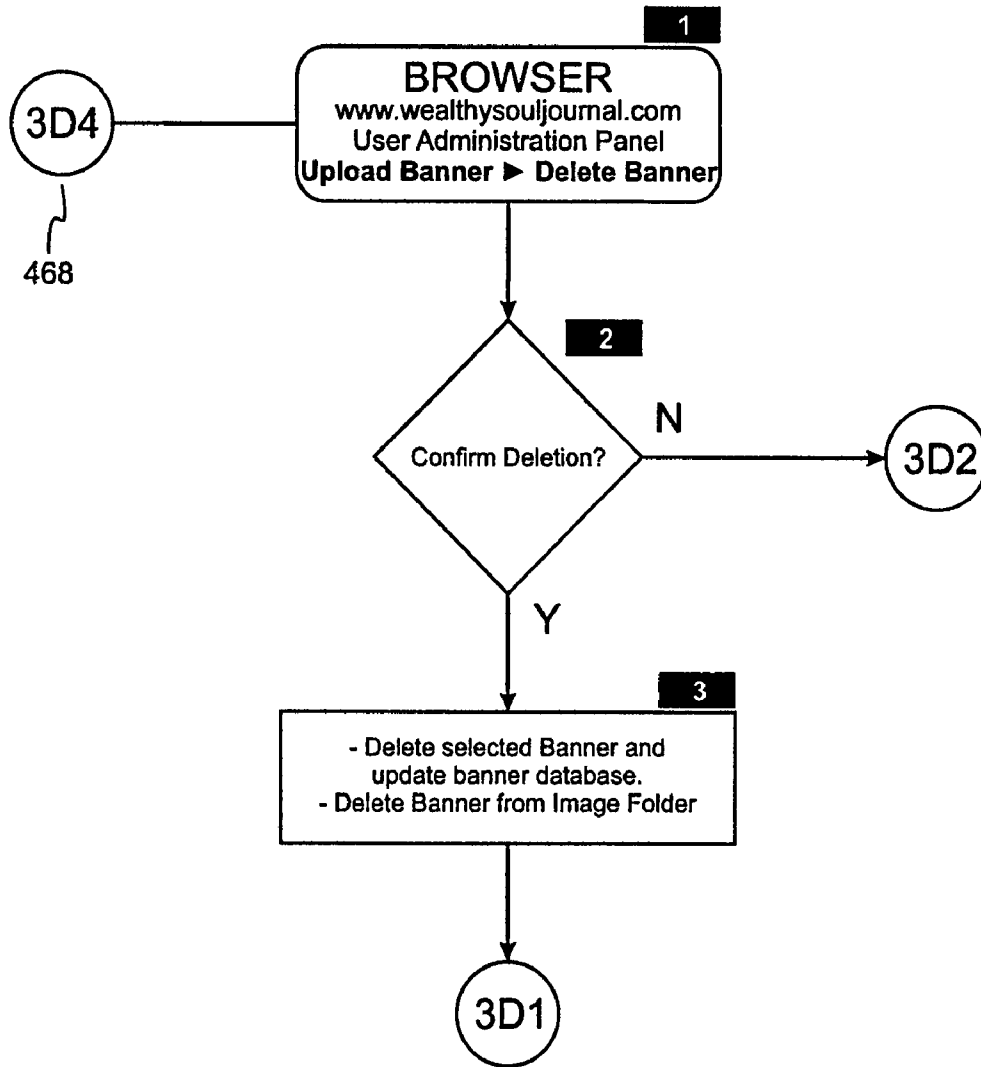 1
BROWSER
www.wealthysouljournal.com
User Administration Panel
Upload Banner ► Delete Banner
3D4
468
2
Confirm Deletion?
N
3D2
Y
3
- Delete selected Banner and
update banner database.
- Delete Banner from Image Folder
3D1